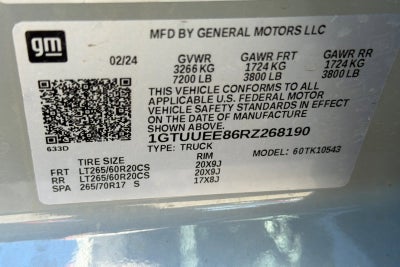 gm
MFD BY GENERAL MOTORS LLC
02/24 GVWR GAWR FRT GAWR RR
3266 KG 1724 KG 1724 KG
7200 LB 3800 LB 3800 LB
THIS VEHICLE CONFORMS TO ALL
APPLICABLE U.S. FEDERAL MOTOR
VEHICLE SAFETY STANDARDS IN EFFECT
ON THE DATE OF MANUFACTURE
SHOWN ABOVE.
1GTUUEE86RZ268190
633D TYPE: TRUCK MODEL: 60TK10543
TIRE SIZE RIM
FRT LT265/60R20CS 20X9J
RR LT265/60R20CS 20X9J
SPA 265/70R17 S 17X8J